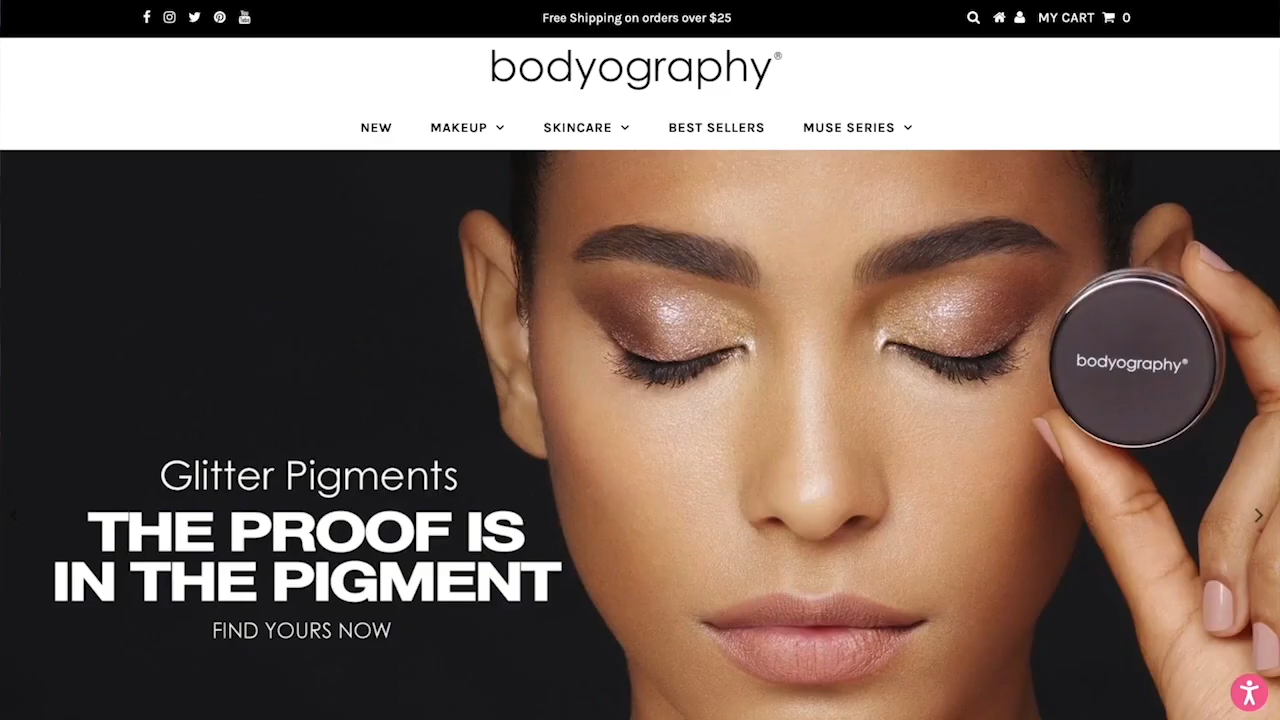 Free Shipping on orders over $25
MY CART 0
bodyography®
NEW MAKEUP SKINCARE BEST SELLERS MUSE SERIES
bodyography®
Glitter Pigments
THE PROOF IS
IN THE PIGMENT
FIND YOURS NOW